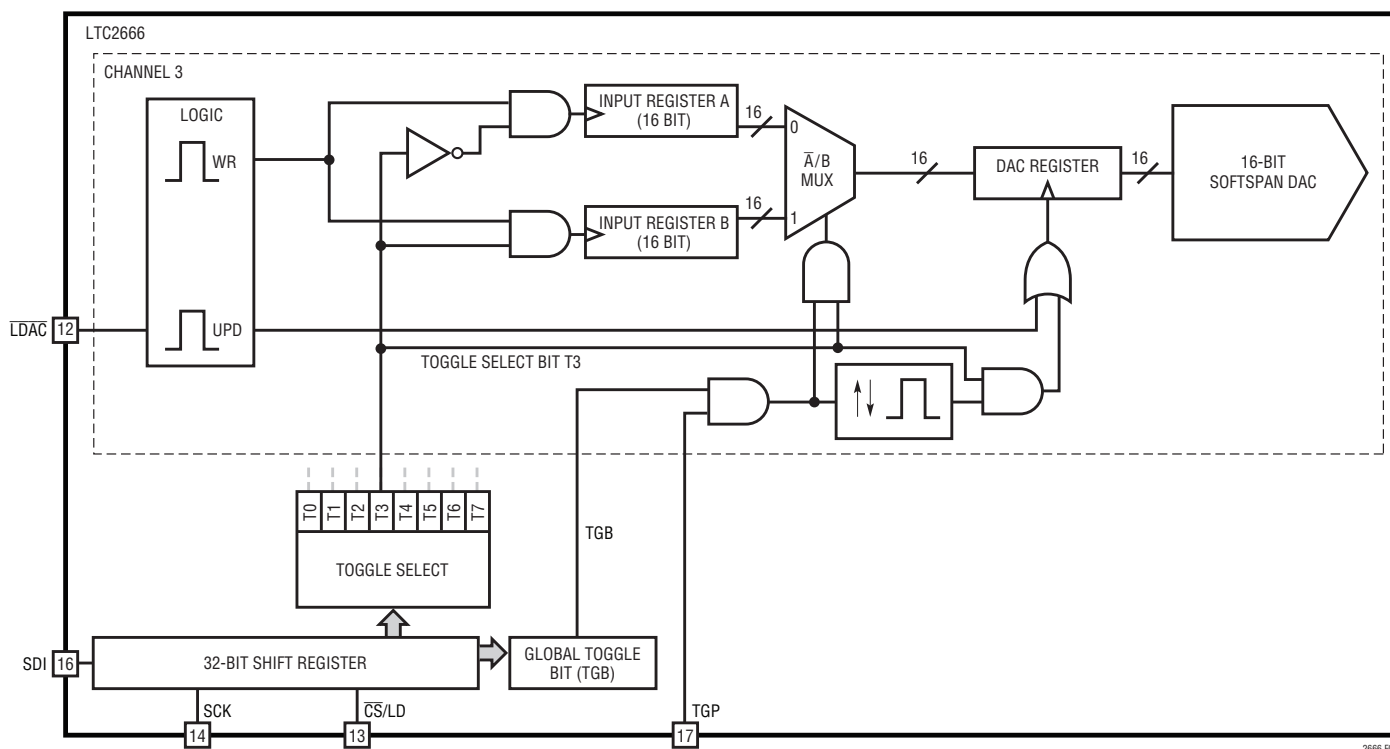 LTC2666
CHANNEL 3
LOGIC
WR
UPD
INPUT REGISTER A
(16 BIT)
INPUT REGISTER B
(16 BIT)
16
0
A̅/B
MUX
16
1
16
DAC REGISTER
16
16-BIT
SOFTSPAN DAC
L̅D̅A̅C̅ 12
TOGGLE SELECT BIT T3
T0 T1 T2 T3 T4 T5 T6 T7
TOGGLE SELECT
TGB
SDI 16
32-BIT SHIFT REGISTER
GLOBAL TOGGLE
BIT (TGB)
SCK
C̅S̅/LD
TGP
14
13
17